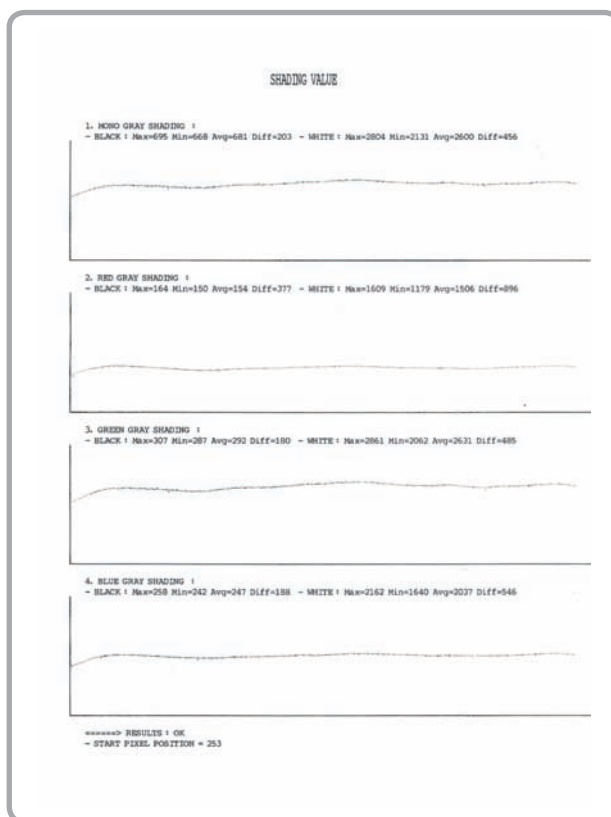 SHADING VALUE
1. MONO GRAY SHADING :
- BLACK : Max=695 Min=668 Avg=681 Diff=203 - WHITE : Max=2804 Min=2131 Avg=2600 Diff=456
2. RED GRAY SHADING :
- BLACK : Max=164 Min=150 Avg=154 Diff=377 - WHITE : Max=1609 Min=1179 Avg=1506 Diff=896
3. GREEN GRAY SHADING :
- BLACK : Max=307 Min=287 Avg=292 Diff=180 - WHITE : Max=2861 Min=2062 Avg=2631 Diff=485
4. BLUE GRAY SHADING :
- BLACK : Max=258 Min=242 Avg=247 Diff=188 - WHITE : Max=2162 Min=1640 Avg=2037 Diff=546
======> RESULTS : OK
- START PIXEL POSITION = 253